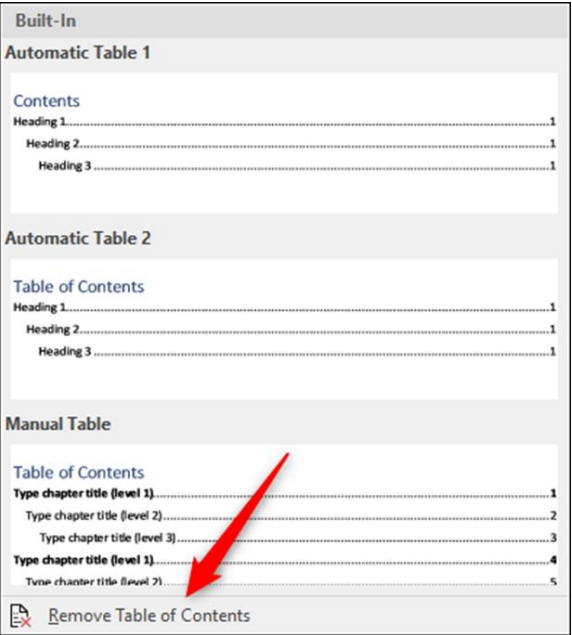 Built-In
Automatic Table 1
Contents
Heading 1........................................................................................................1
Heading 2........................................................................................................1
Heading 3........................................................................................................1
Automatic Table 2
Table of Contents
Heading 1........................................................................................................1
Heading 2........................................................................................................1
Heading 3........................................................................................................1
Manual Table
Table of Contents
Type chapter title (level 1)................................................................................1
Type chapter title (level 2)................................................................................2
Type chapter title (level 3)................................................................................3
Type chapter title (level 1)................................................................................4
Type chapter title (level 2)................................................................................5
Remove Table of Contents